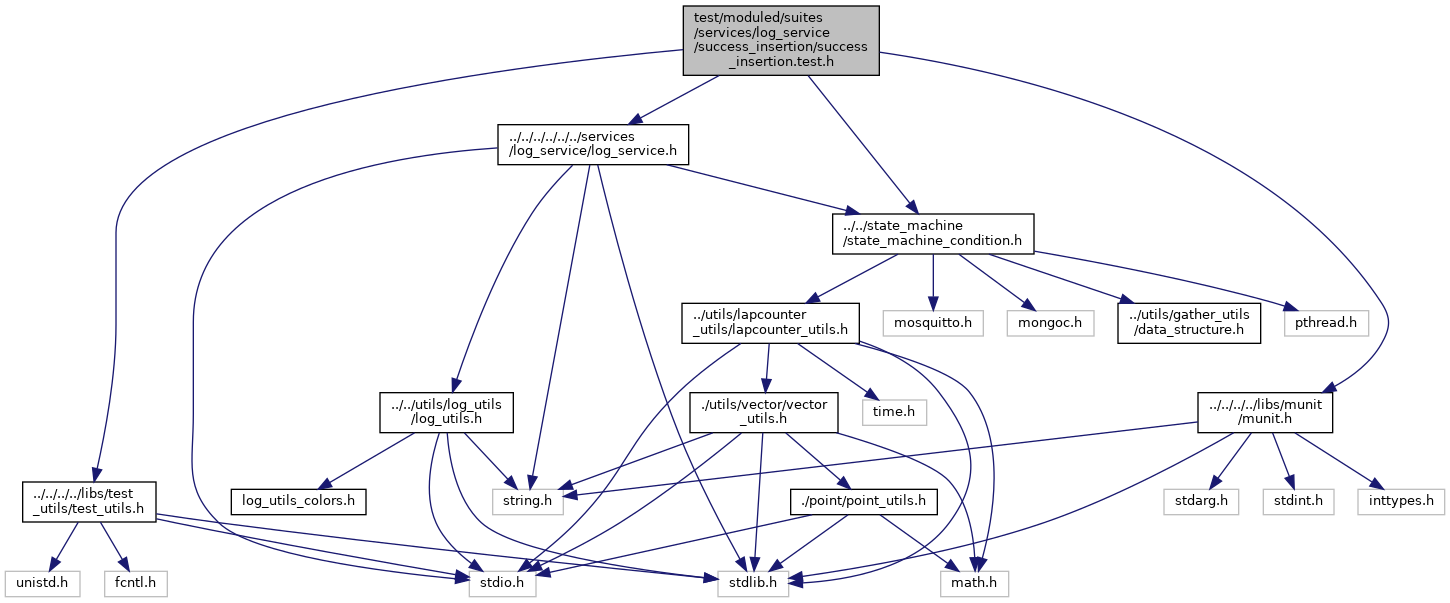 test/moduled/suites
/services/log_service
/success_insertion/success
_insertion.test.h
../../../../../../services
/log_service/log_service.h
../../state_machine
/state_machine_condition.h
../utils/lapcounter
_utils/lapcounter_utils.h
mosquitto.h
mongoc.h
../utils/gather_utils
/data_structure.h
pthread.h
../../utils/log_utils
/log_utils.h
./utils/vector/vector
_utils.h
time.h
../../../../libs/munit
/munit.h
../../../../libs/test
_utils/test_utils.h
log_utils_colors.h
string.h
./point/point_utils.h
stdarg.h
stdint.h
inttypes.h
unistd.h
fcntl.h
stdio.h
stdlib.h
math.h